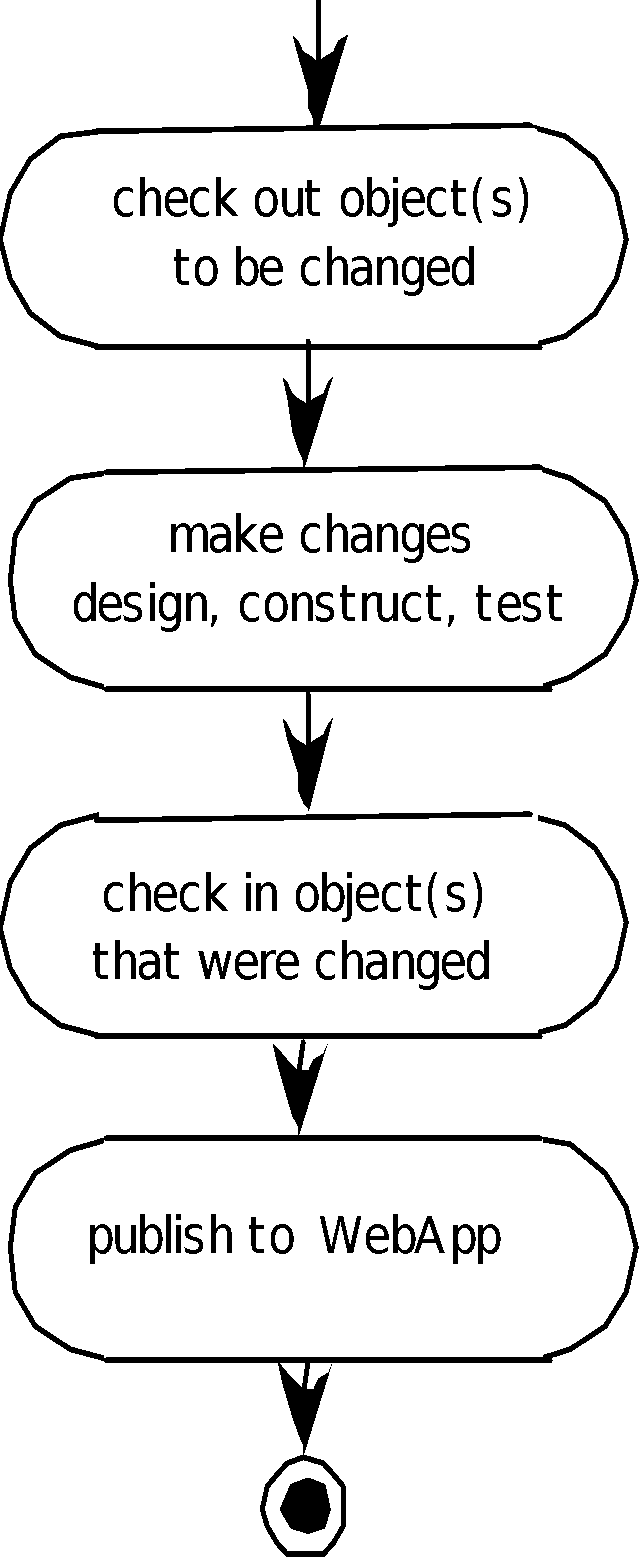 check out object(s)
to be changed
make changes
design, construct, test
check in object(s)
that were changed
publish to WebApp